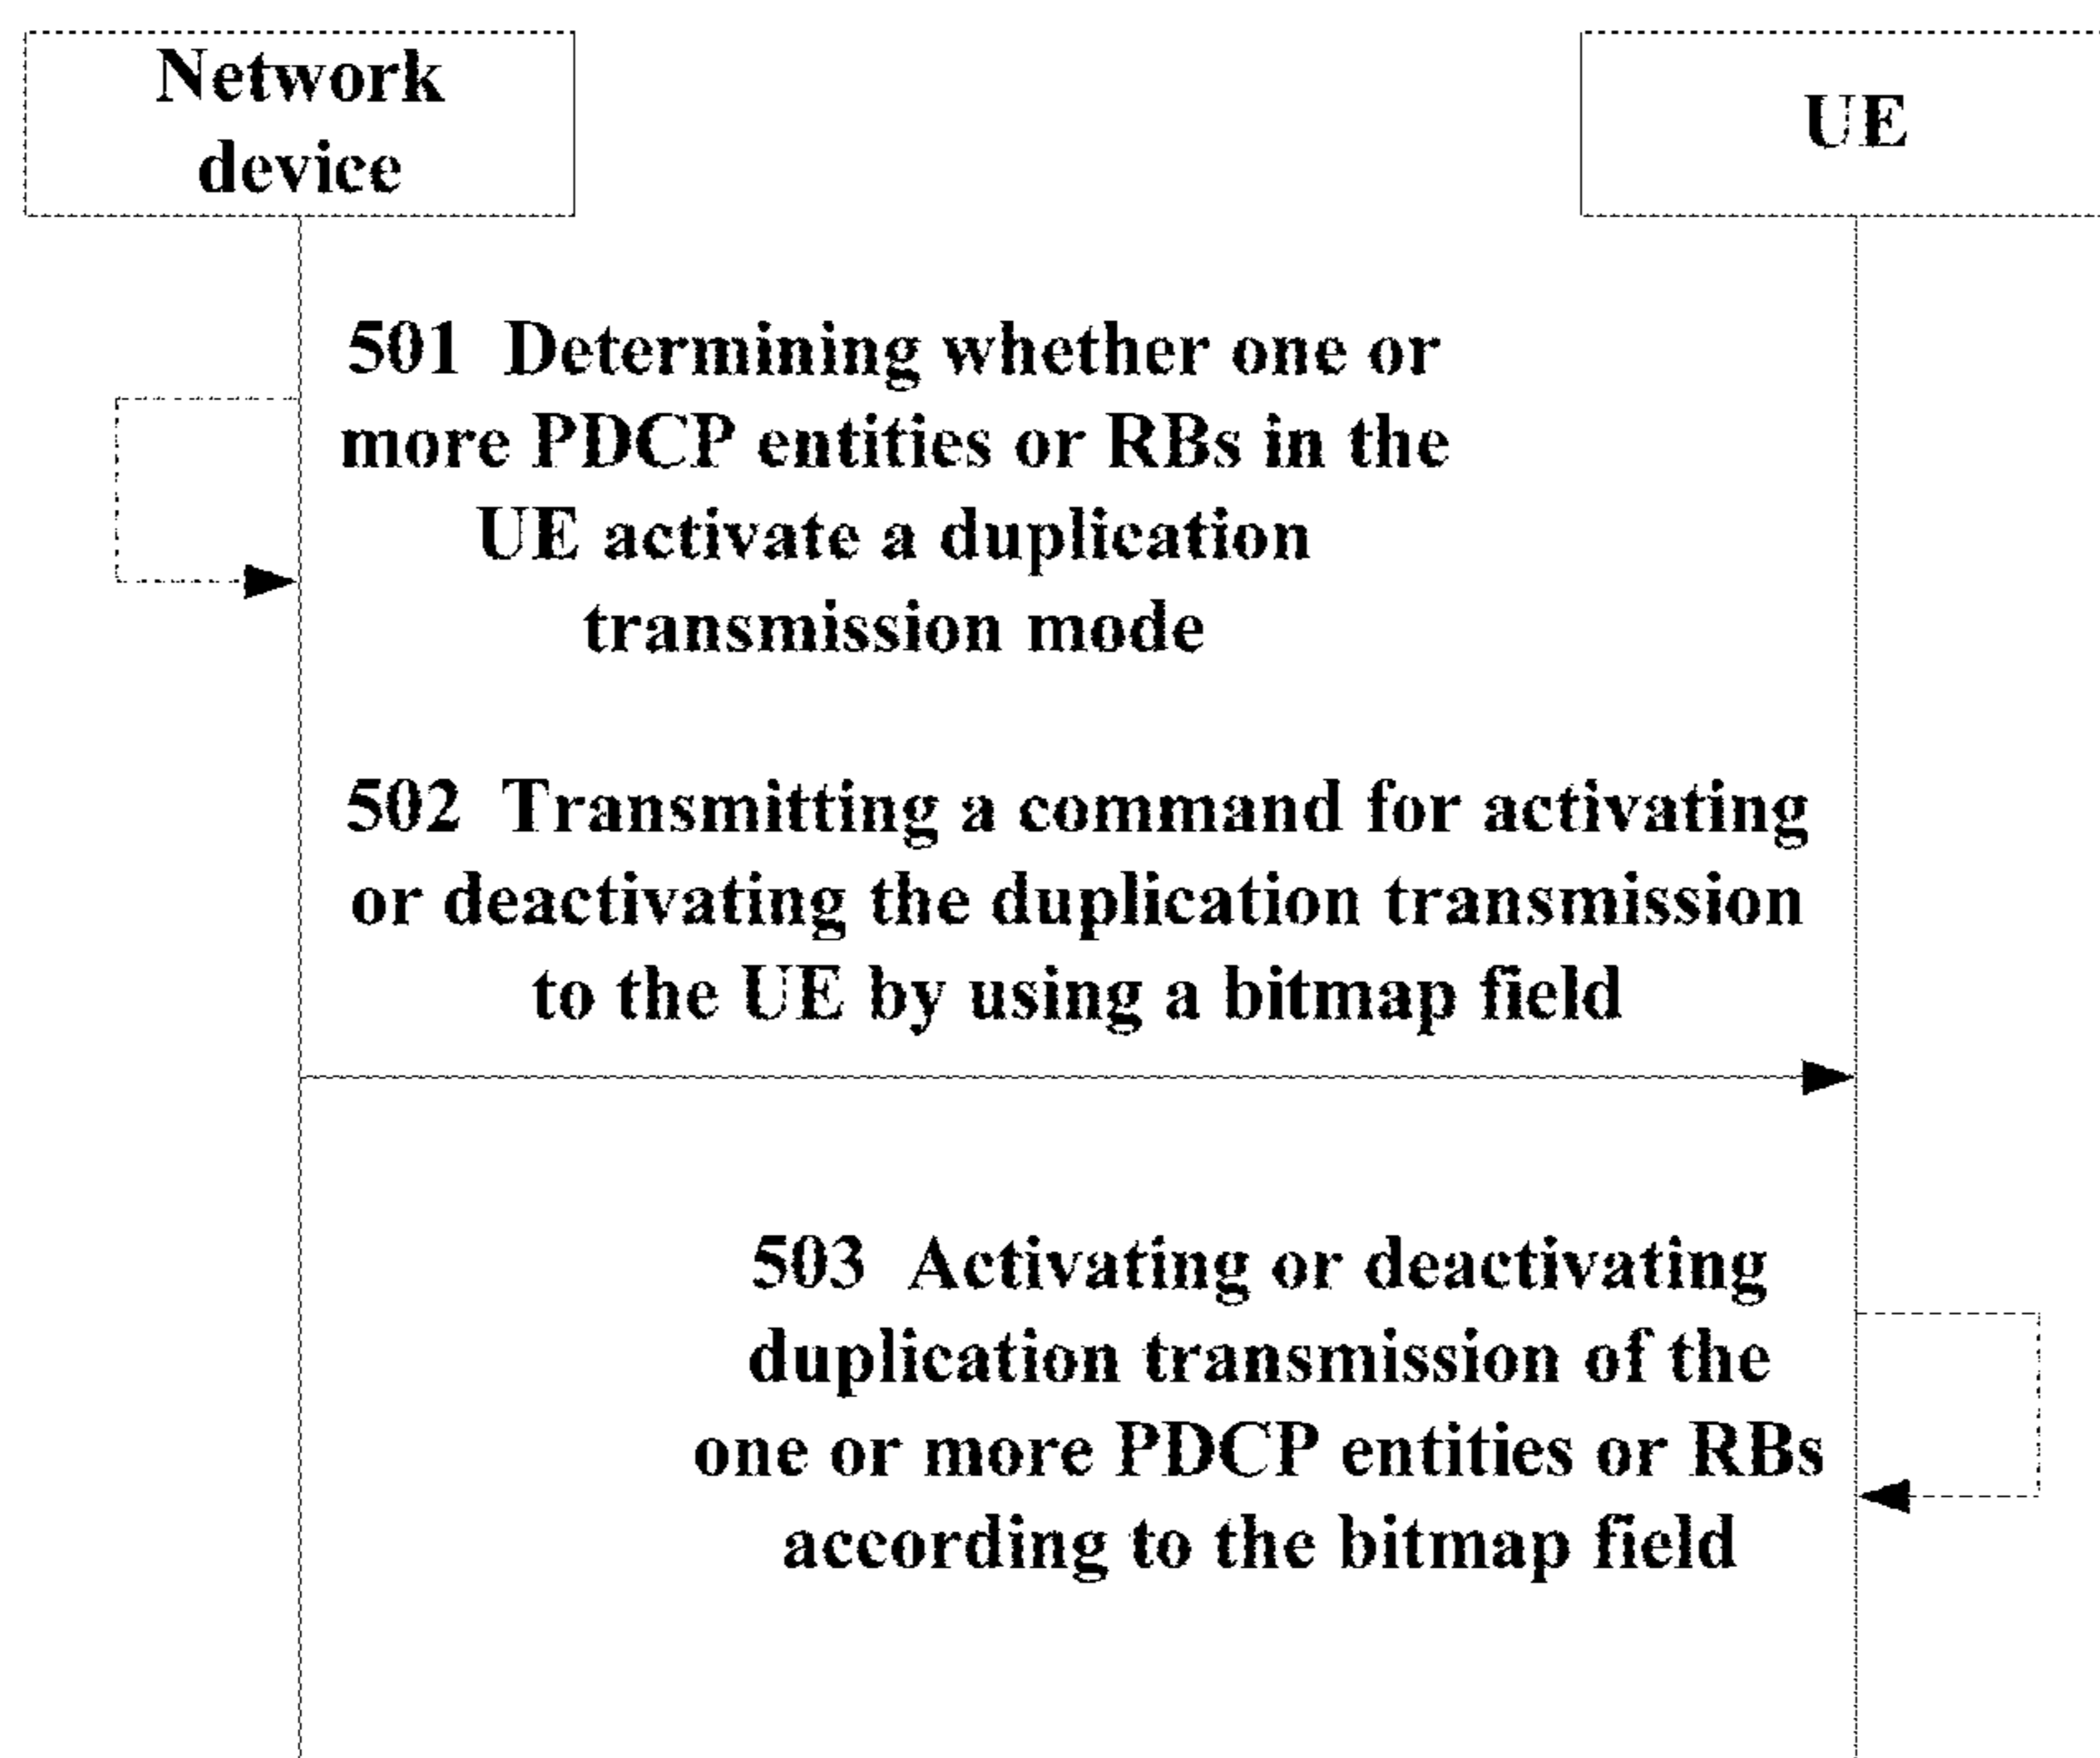 Network
device
UE
501 Determining whether one or
more PDCP entities or RBs in the
UE activate a duplication
transmission mode
502 Transmitting a command for activating
or deactivating the duplication transmission
to the UE by using a bitmap field
503 Activating or deactivating
duplication transmission of the
one or more PDCP entities or RBs
according to the bitmap field